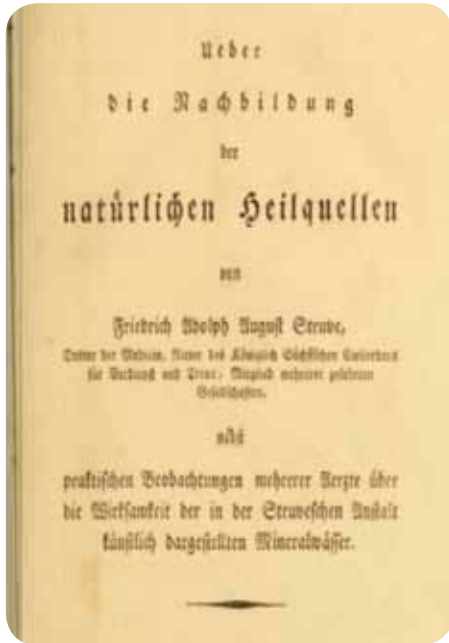 Ueber
die Nachbildung
der
natürlichen Heilquellen
von
Friedrich Adolph August Struve,
Doctor der Medicin, Ritter des Königlich Sächsischen Civilordens
für Verdienst und Treue, Mitglied mehrerer gelehrten
Gesellschaften.
nebst
praktischen Beobachtungen mehrerer Aerzte über
die Wirksamkeit der in der Struveschen Anstalt
künstlich dargestellten Mineralwässer.